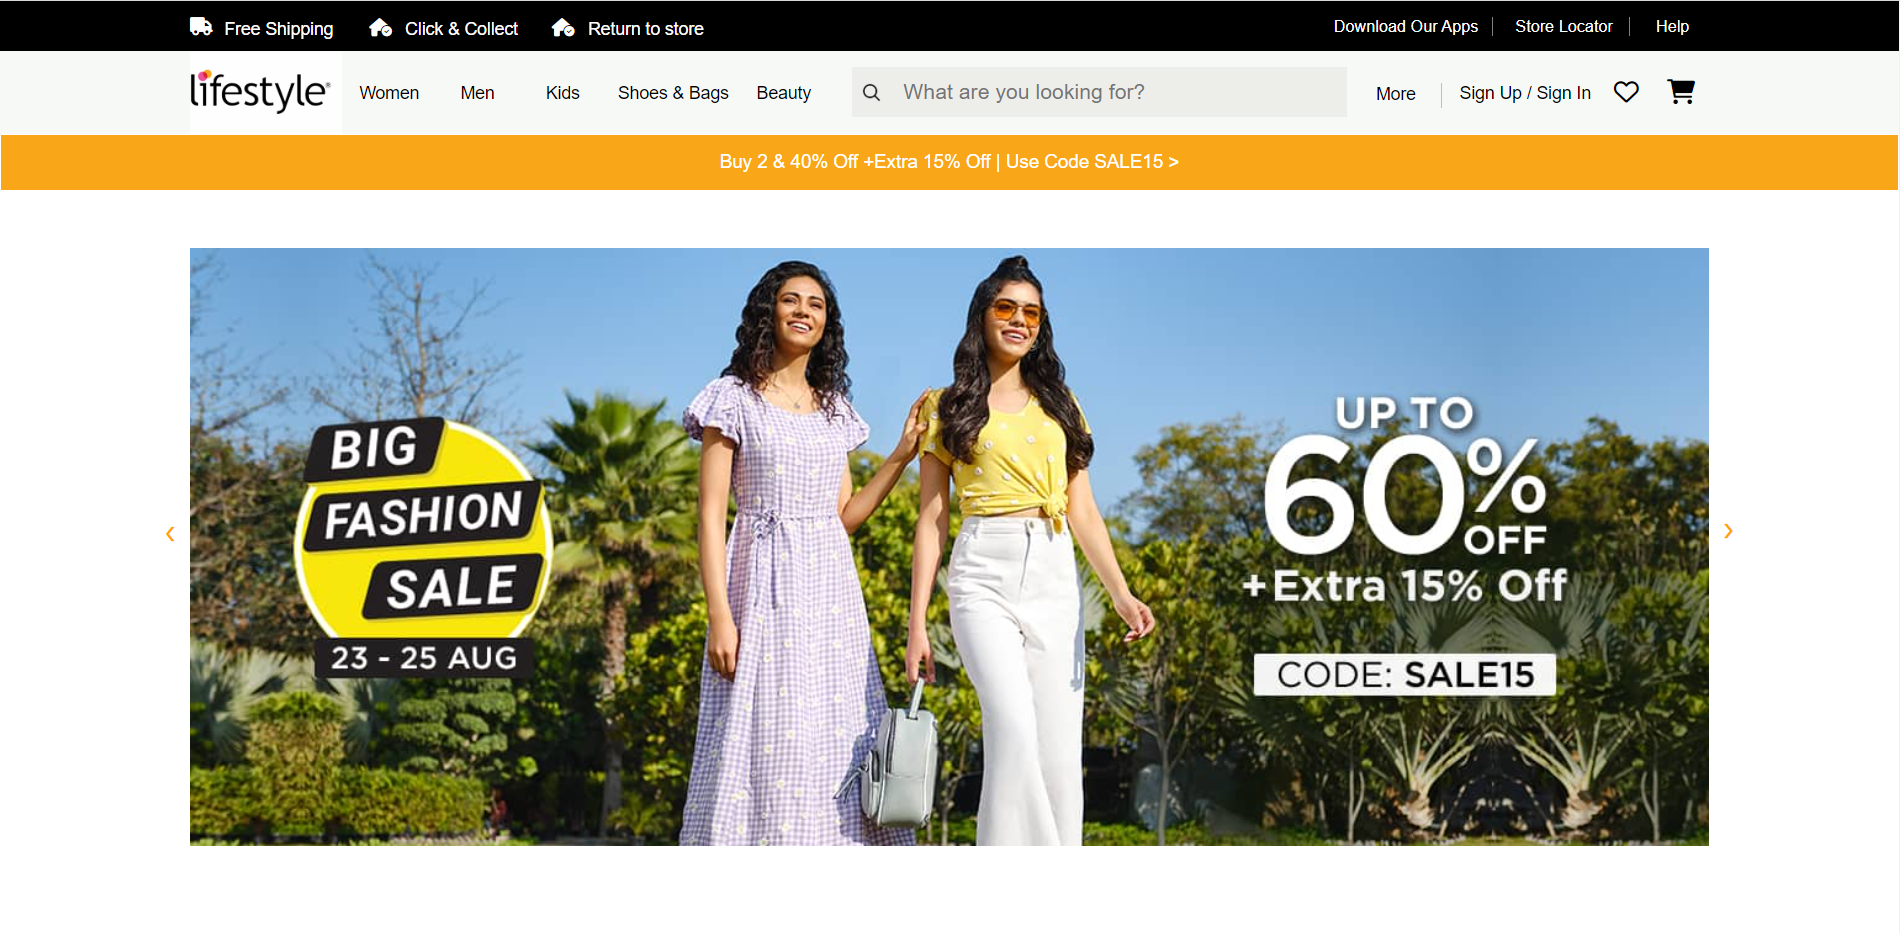 Free Shipping Click & Collect Return to store Download Our Apps Store Locator Help
lifestyle® Women Men Kids Shoes & Bags Beauty What are you looking for? More Sign Up / Sign In
Buy 2 & 40% Off +Extra 15% Off | Use Code SALE15 >
BIG
FASHION
SALE
23 - 25 AUG
UP TO
60%
OFF
+Extra 15% Off
CODE: SALE15